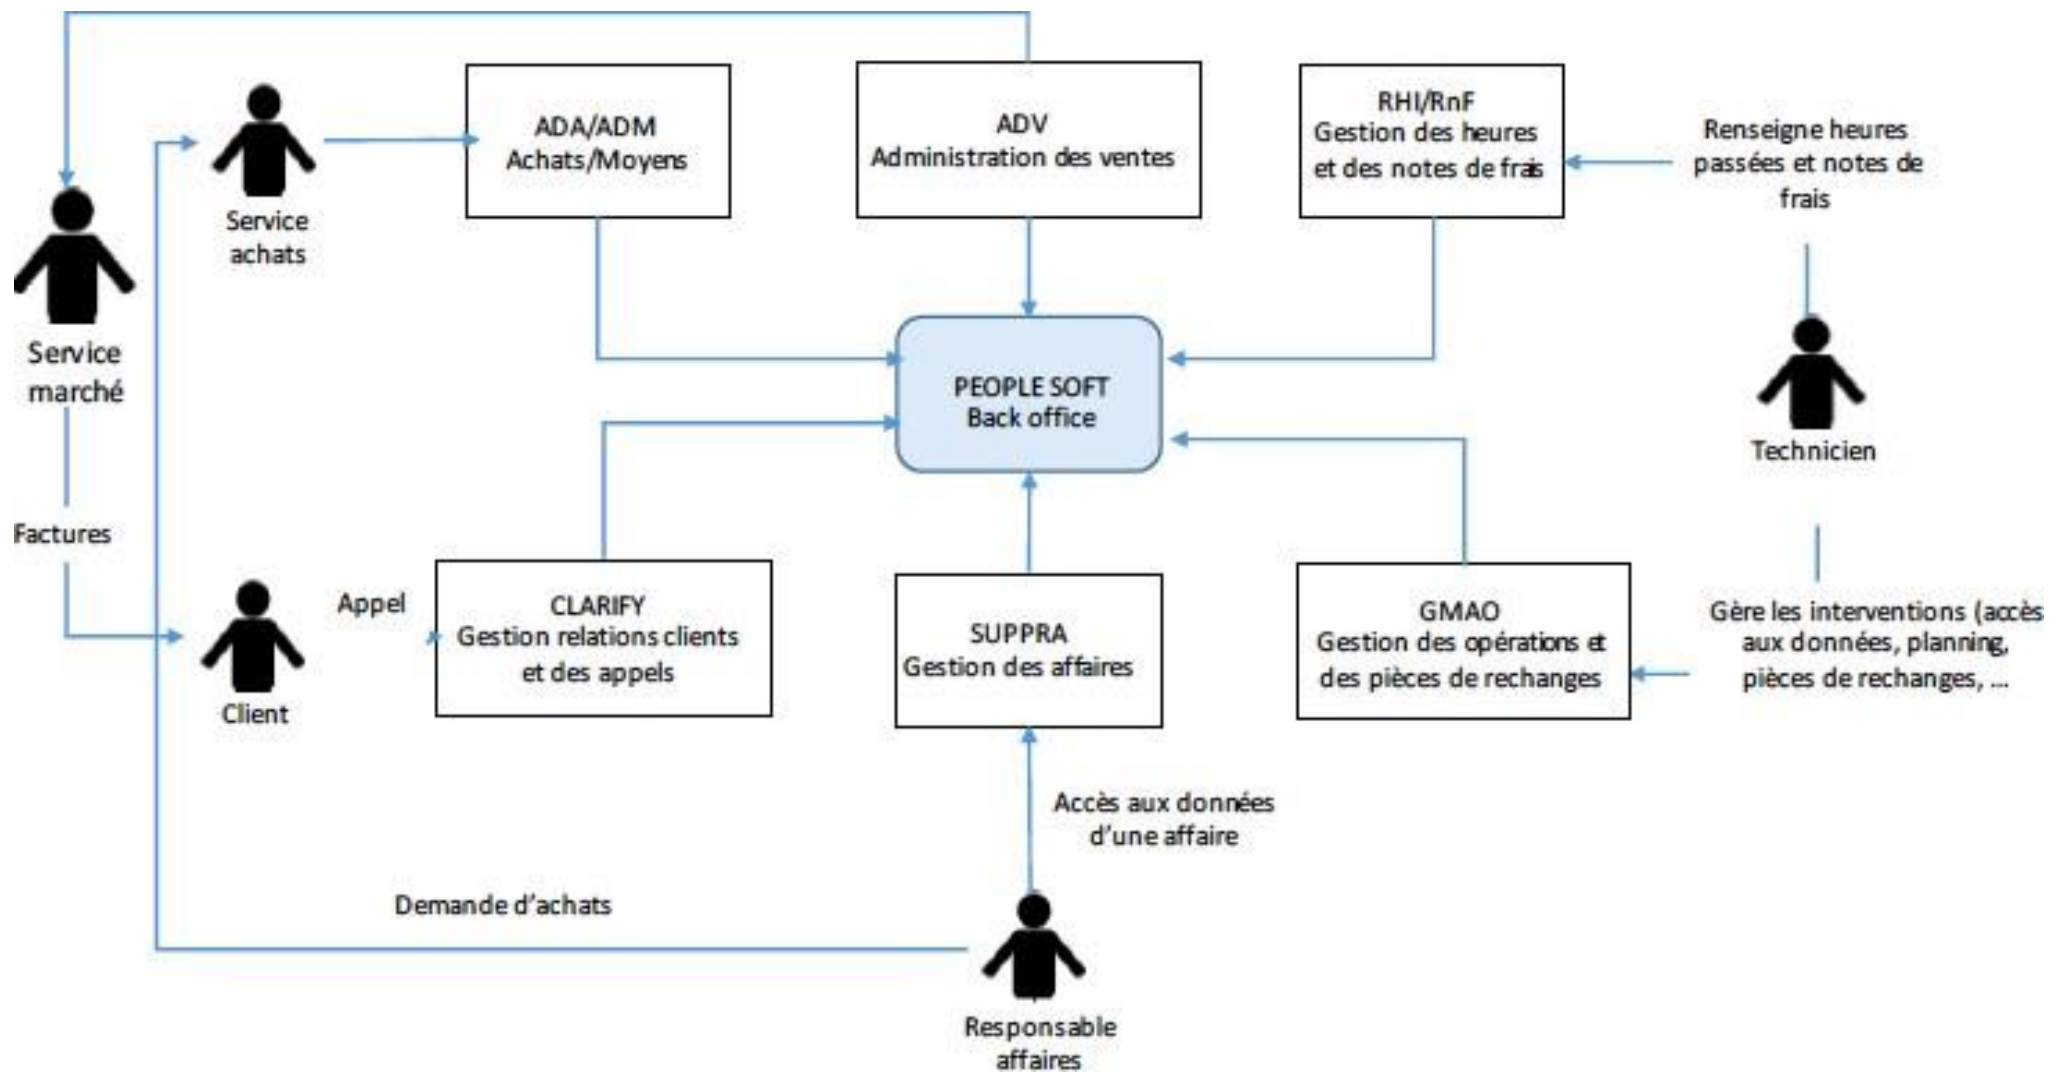 ADA/ADM
Achats/Moyens
ADV
Administration des ventes
RHI/RnF
Gestion des heures
et des notes de frais
Renseigne heures
passées et notes de
frais
Service
achats
Service
marché
PEOPLE SOFT
Back office
Technicien
Factures
Appel
CLARIFY
Gestion relations clients
et des appels
SUPPRA
Gestion des affaires
GMAO
Gestion des opérations et
des pièces de rechanges
Gère les interventions (accès
aux données, planning,
pièces de rechanges, ...
Client
Accès aux données
d'une affaire
Demande d'achats
Responsable
affaires